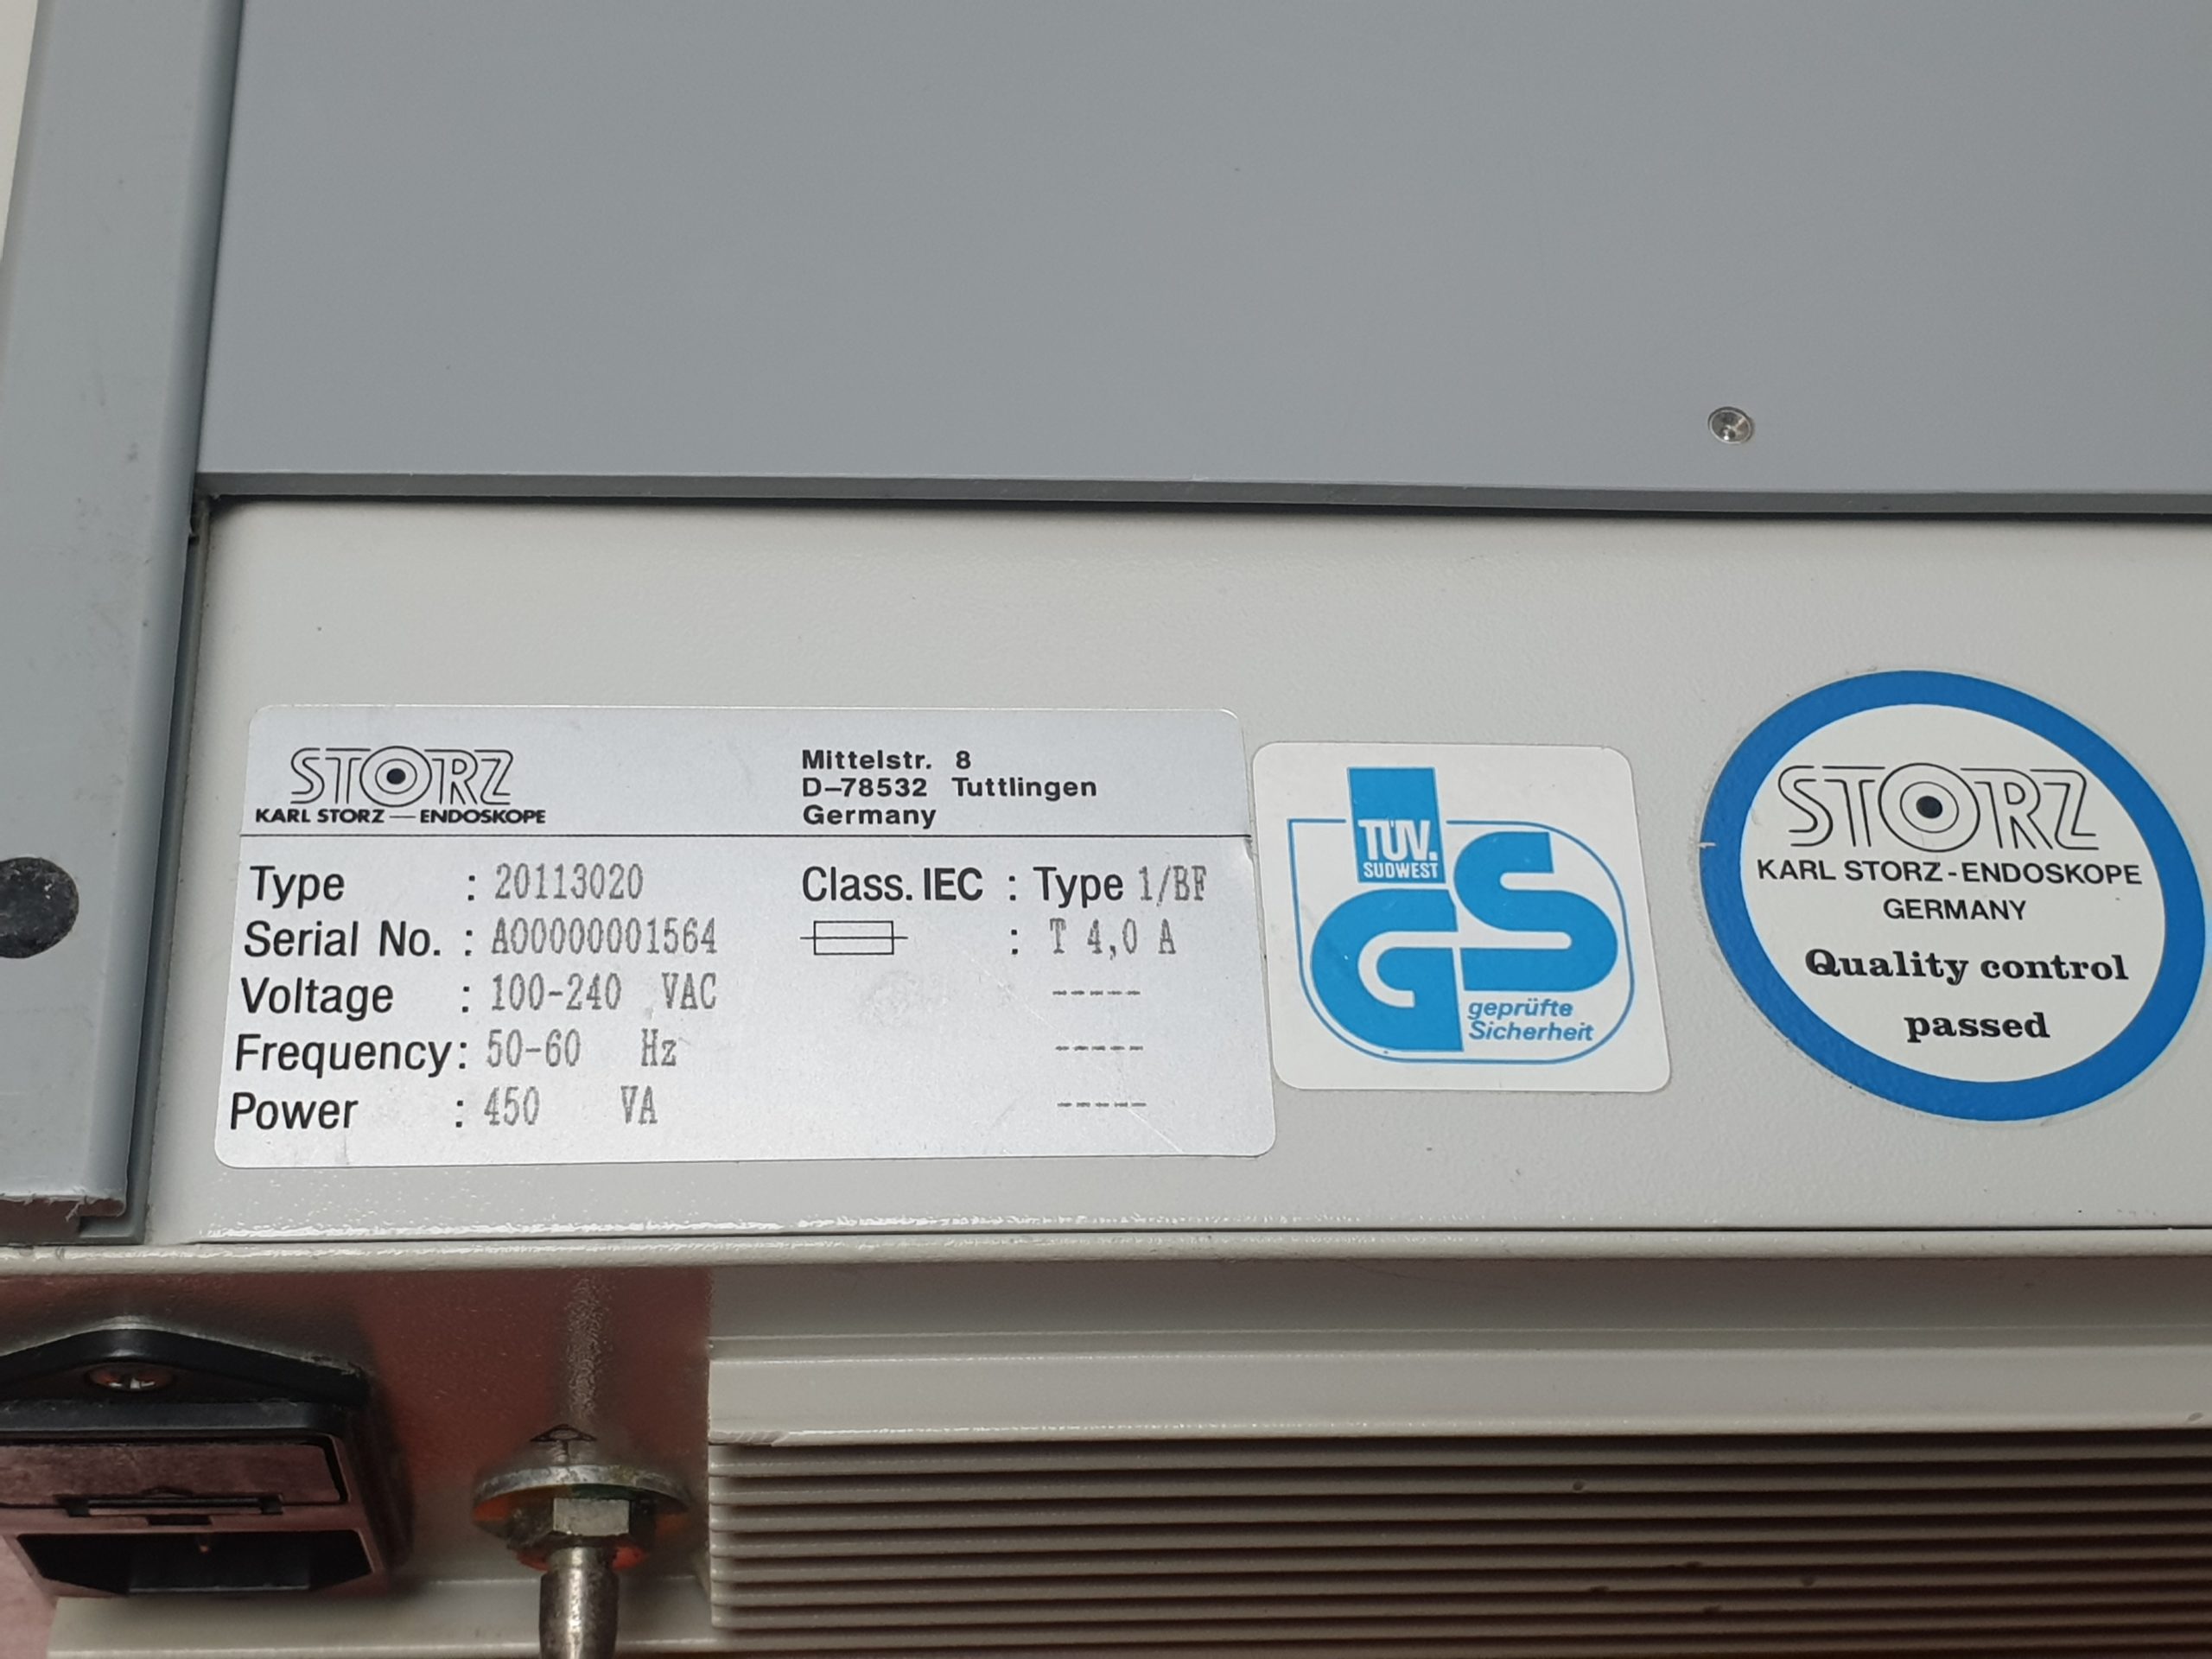 STORZ
KARL STORZ — ENDOSKOPE
Mittelstr. 8
D-78532 Tuttlingen
Germany
Type : 20113020
Serial No. : A00000001564
Voltage : 100-240 VAC
Frequency: 50-60 Hz
Power : 450 VA
Class. IEC : Type 1/BF
: T 4,0 A
-----
-----
-----
TÜV.
SÜDWEST
GS
geprüfte
Sicherheit
STORZ
KARL STORZ - ENDOSKOPE
GERMANY
Quality control
passed